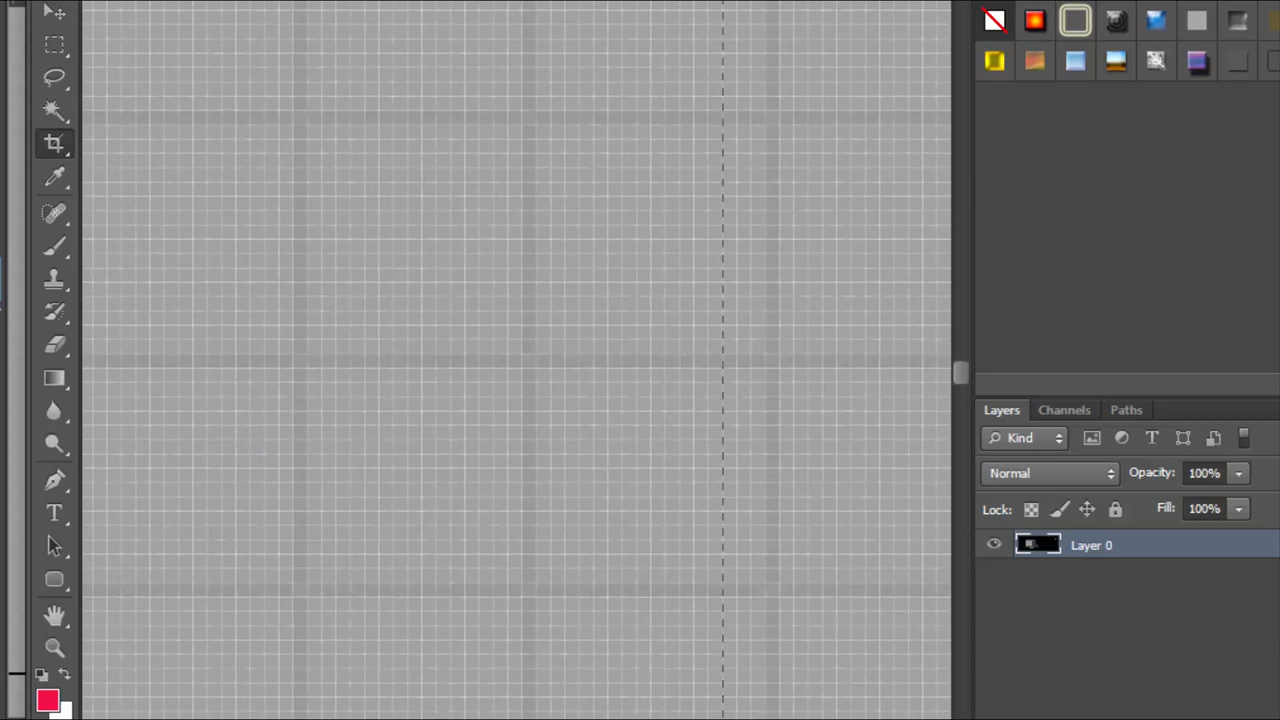 Layers Channels Paths
Kind T
Normal Opacity: 100%
Lock: Fill: 100%
Layer 0
T